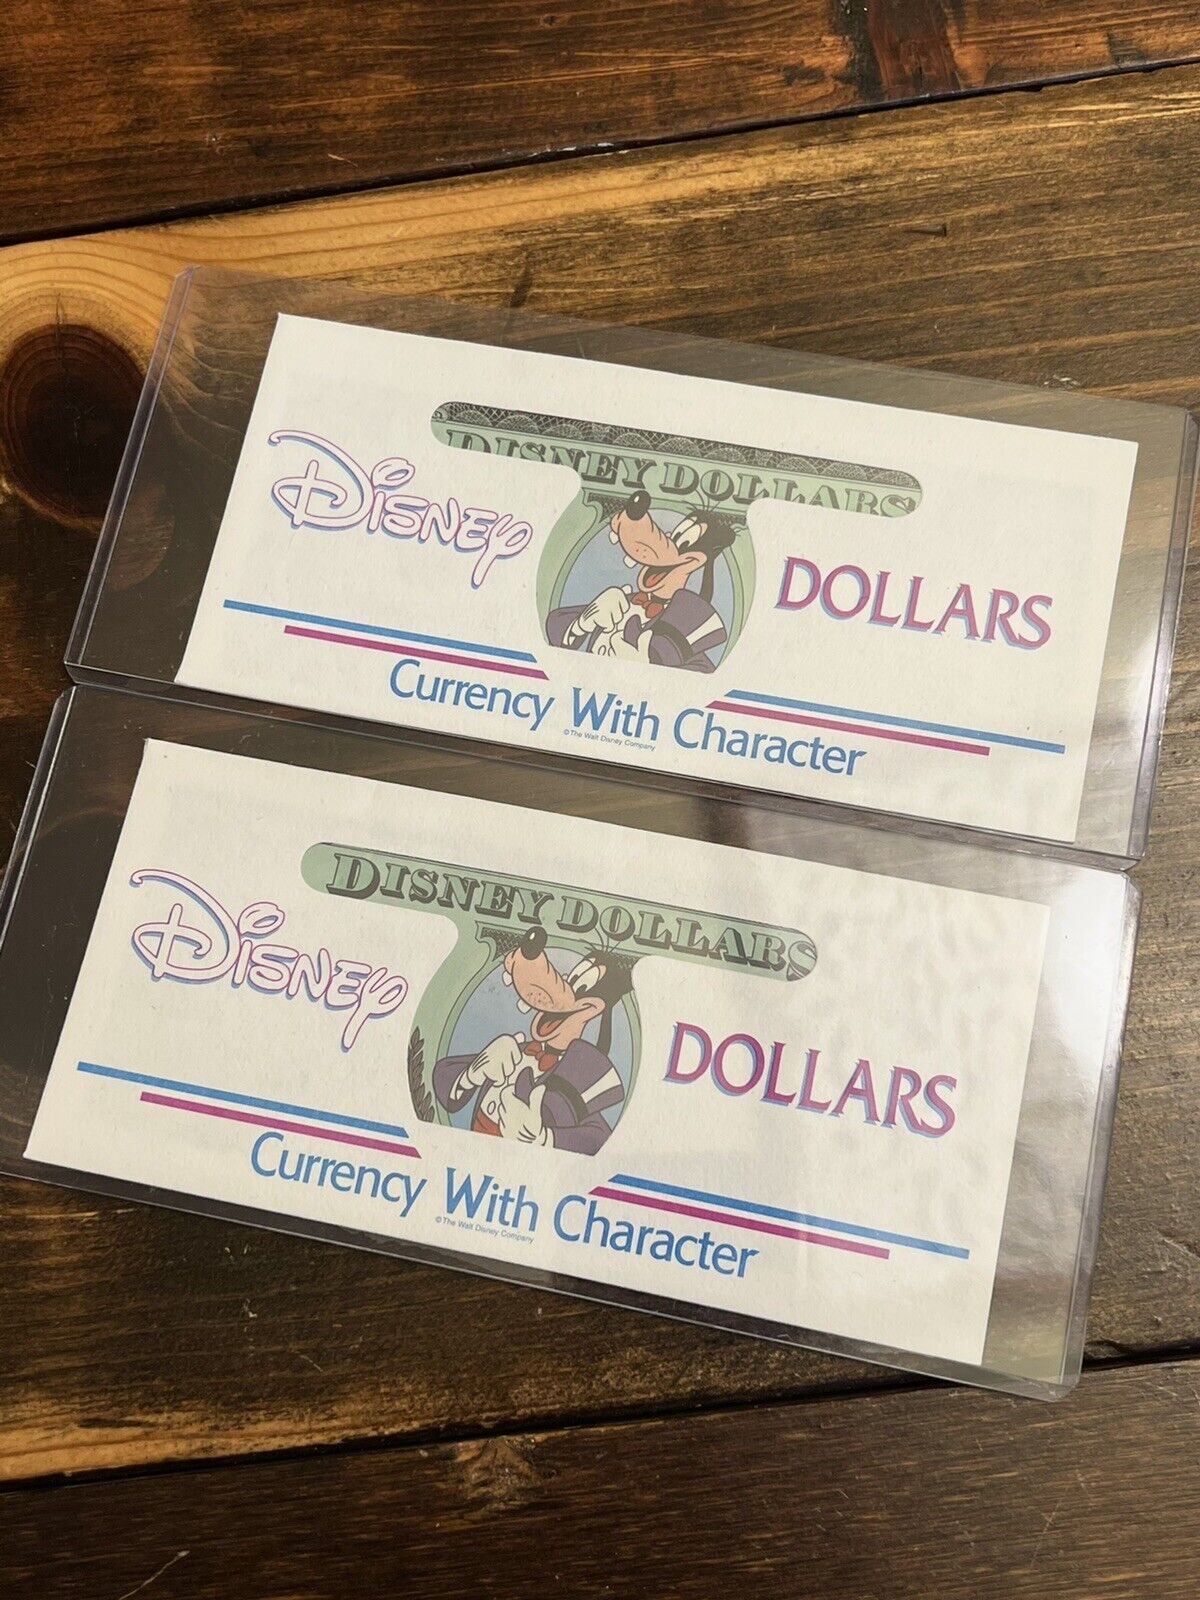 DISNEY DOLLARS
Disney
DOLLARS
Currency With Character
©The Walt Disney Company
DISNEY DOLLARS
Disney
DOLLARS
Currency With Character
©The Walt Disney Company